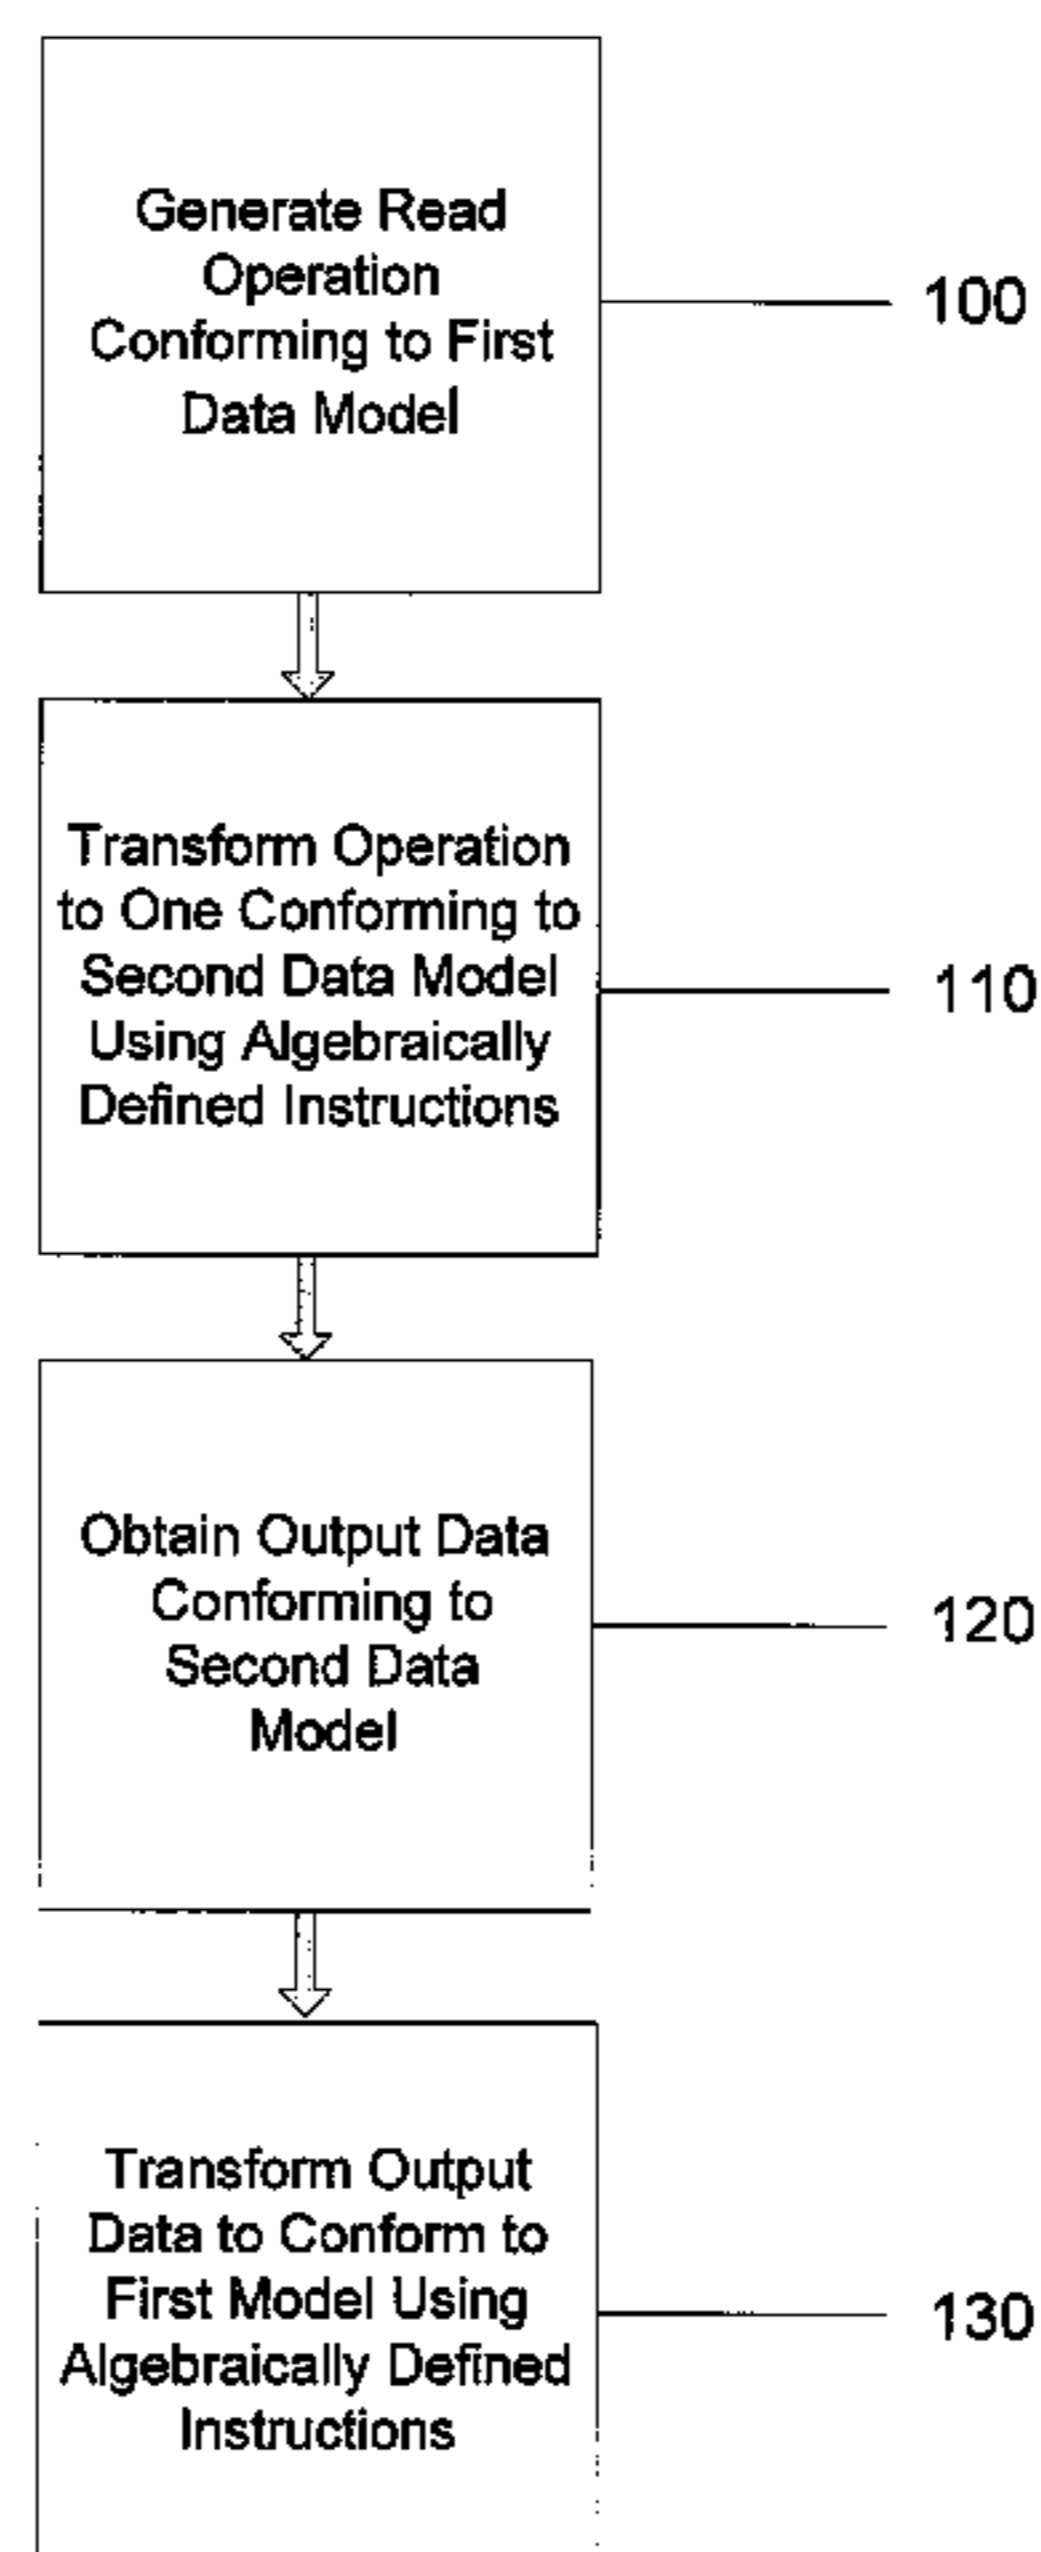 Generate Read
Operation
Conforming to First
Data Model
100
Transform Operation
to One Conforming to
Second Data Model
Using Algebraically
Defined Instructions
110
Obtain Output Data
Conforming to
Second Data
Model
120
Transform Output
Data to Conform to
First Model Using
Algebraically Defined
Instructions
130